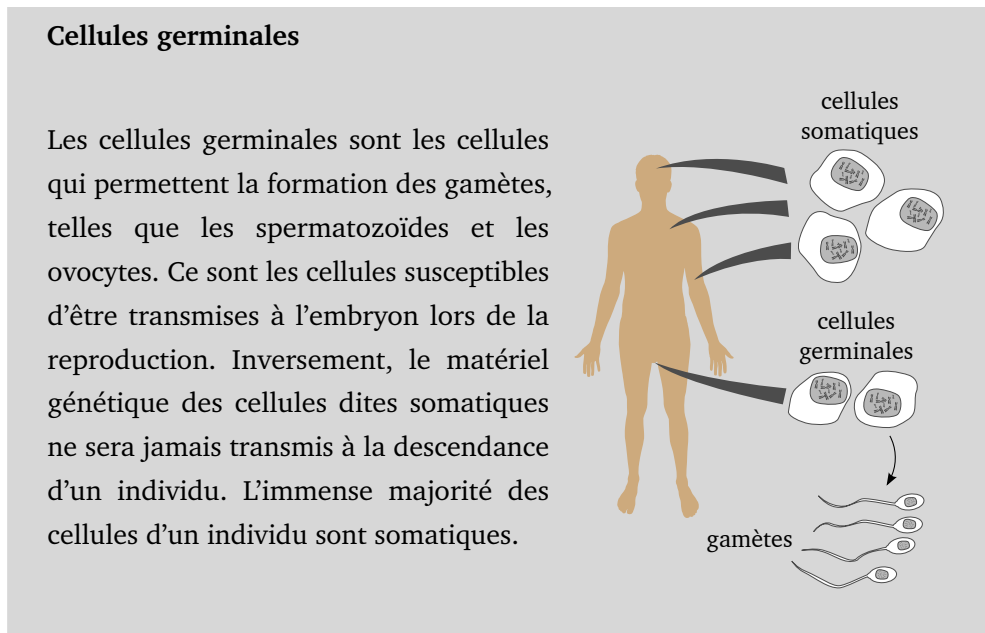 Cellules germinales
Les cellules germinales sont les cellules
qui permettent la formation des gamètes,
telles que les spermatozoïdes et les
ovocytes. Ce sont les cellules susceptibles
d’être transmises à l’embryon lors de la
reproduction. Inversement, le matériel
génétique des cellules dites somatiques
ne sera jamais transmis à la descendance
d’un individu. L’immense majorité des
cellules d’un individu sont somatiques.
cellules
somatiques
cellules
germinales
gamètes